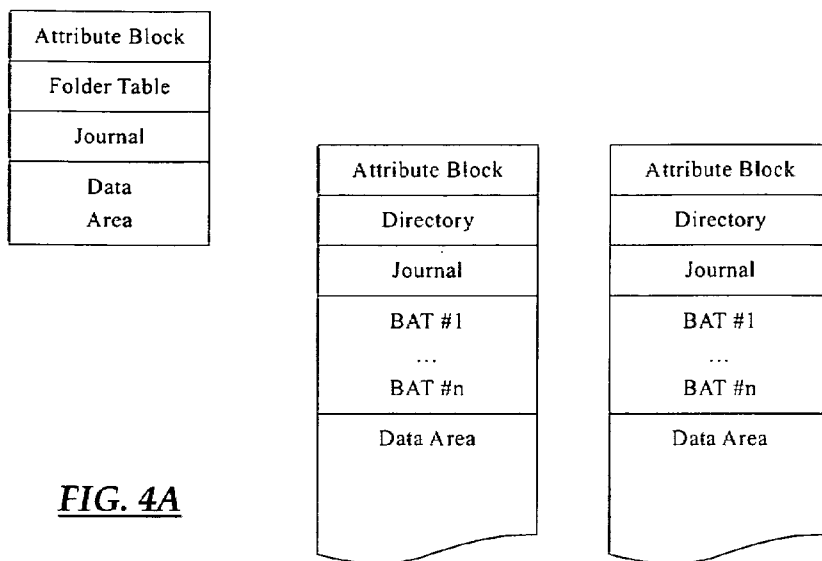 Attribute Block
Folder Table
Journal
Data
Area
Attribute Block
Directory
Journal
BAT #1
...
BAT #n
Data Area
Attribute Block
Directory
Journal
BAT #1
...
BAT #n
Data Area
FIG. 4A